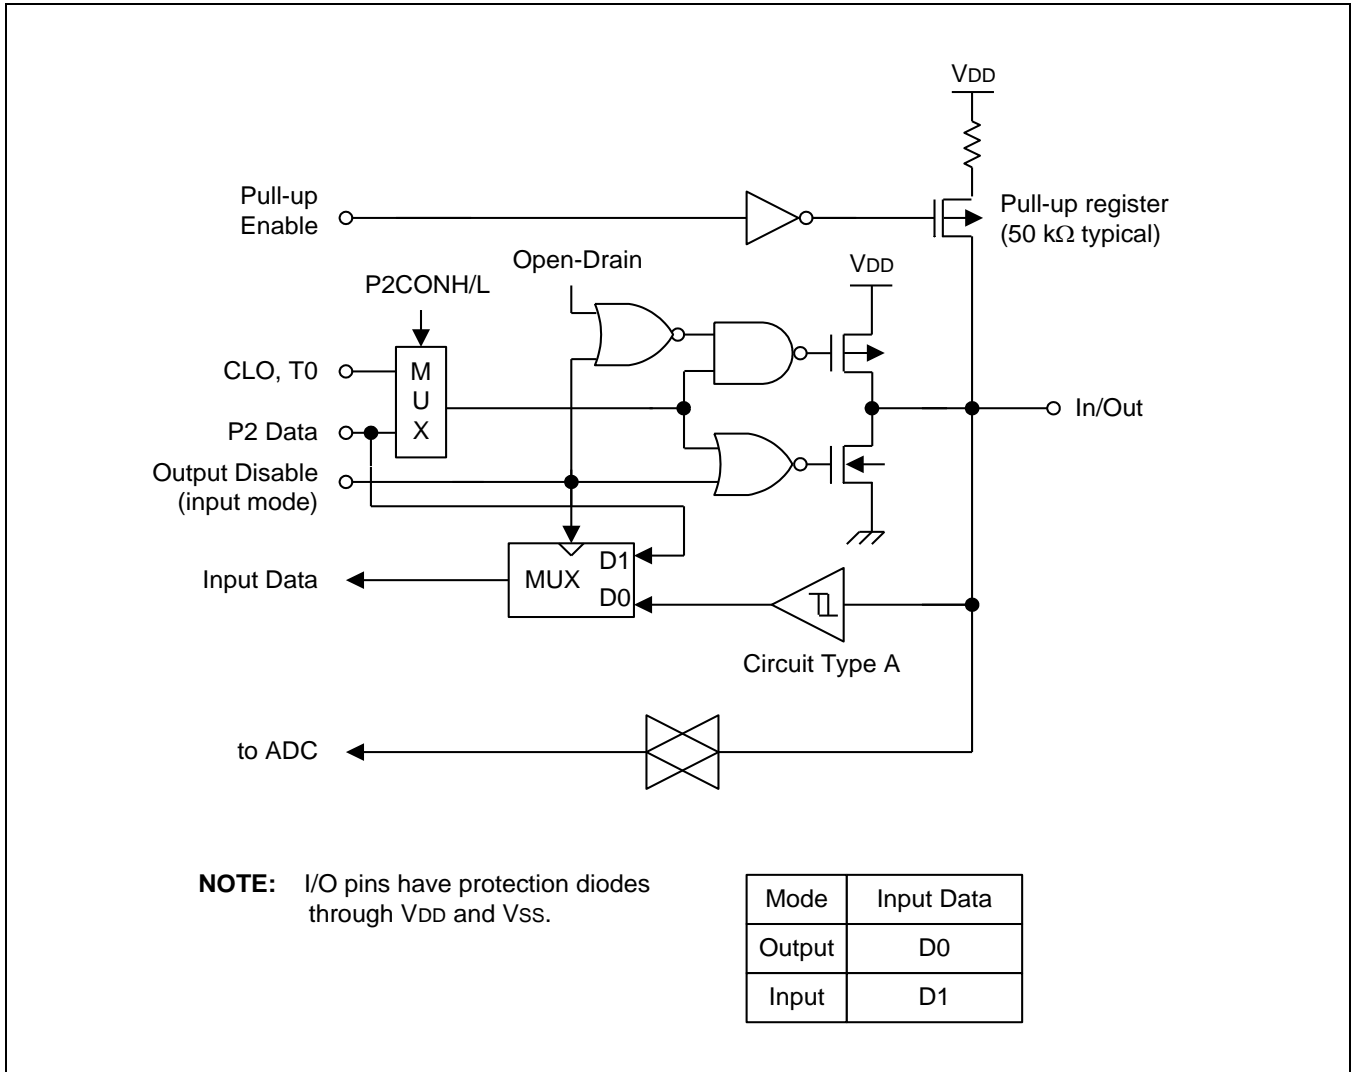 VDD
Pull-up
Enable
Pull-up register
(50 kΩ typical)
Open-Drain
VDD
P2CONH/L
CLO, T0
M
U
X
In/Out
P2 Data
Output Disable
(input mode)
D1
Input Data
MUX
D0
Circuit Type A
to ADC
NOTE: I/O pins have protection diodes
through VDD and VSS.
Mode Input Data
Output D0
Input D1